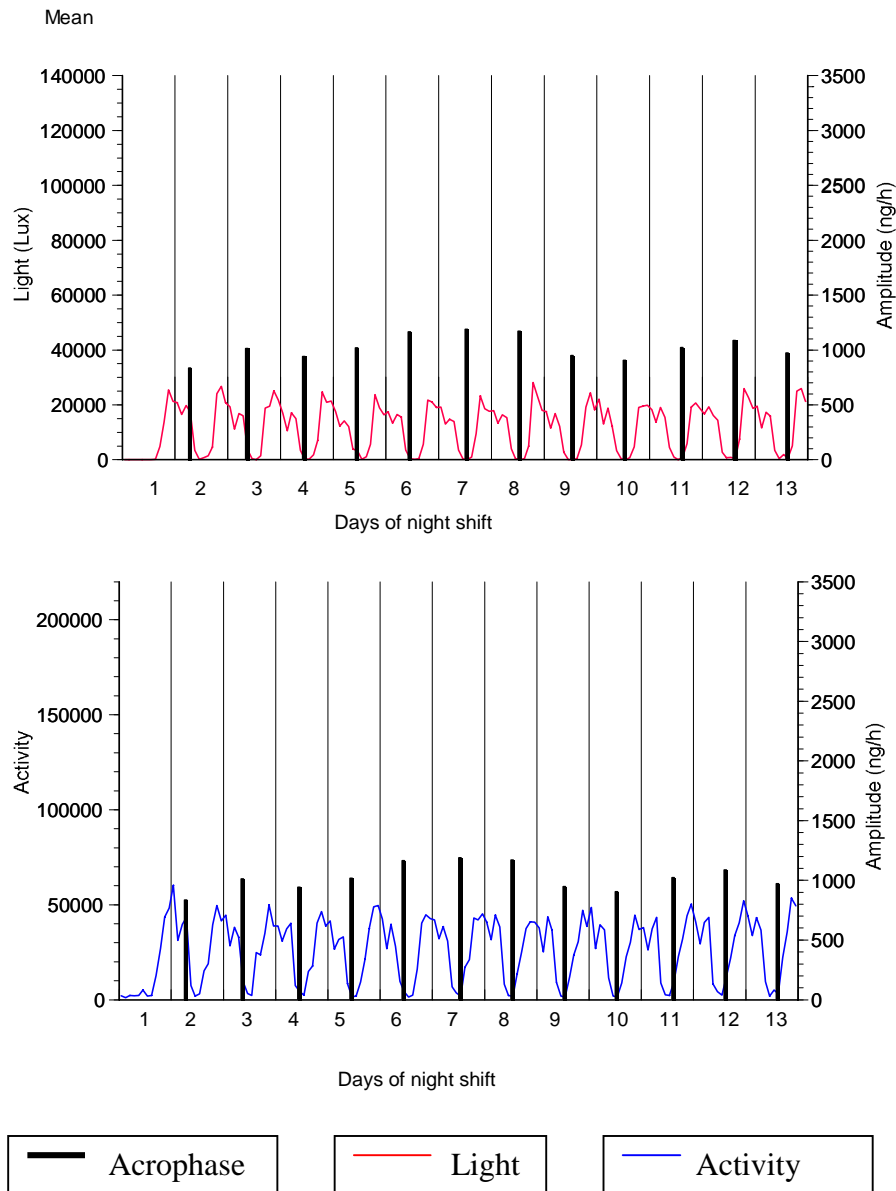 Mean
140000
120000
100000
80000
60000
40000
20000
0
Light (Lux)
3500
3000
2500
2000
1500
1000
500
0
Amplitude (ng/h)
1 2 3 4 5 6 7 8 9 10 11 12 13
Days of night shift
200000
150000
100000
50000
0
Activity
3500
3000
2500
2000
1500
1000
500
0
Amplitude (ng/h)
1 2 3 4 5 6 7 8 9 10 11 12 13
Days of night shift
Acrophase Light Activity